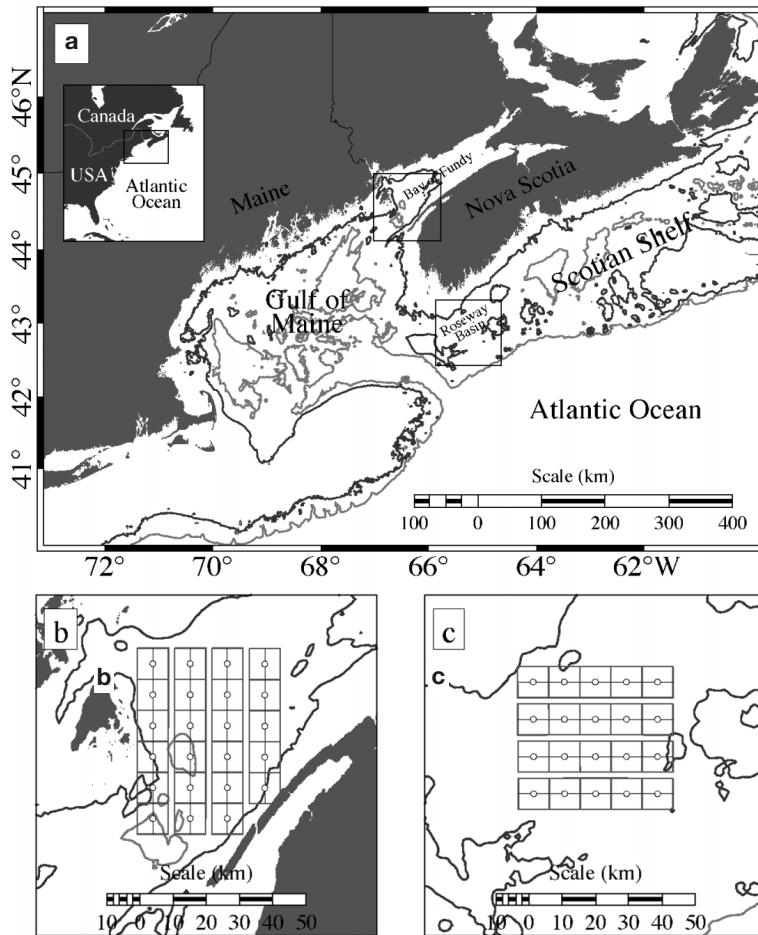 a
46°N
45°
44°
43°
42°
41°
Canada
USA
Atlantic
Ocean
Maine
Bay of Fundy
Nova Scotia
Gulf of
Maine
Scotian Shelf
Roseway
Basin
Atlantic Ocean
Scale (km)
100 0 100 200 300 400
72° 70° 68° 66° 64° 62°W
b
b
Scale (km)
10 0 10 20 30 40 50
c
c
Scale (km)
10 0 10 20 30 40 50